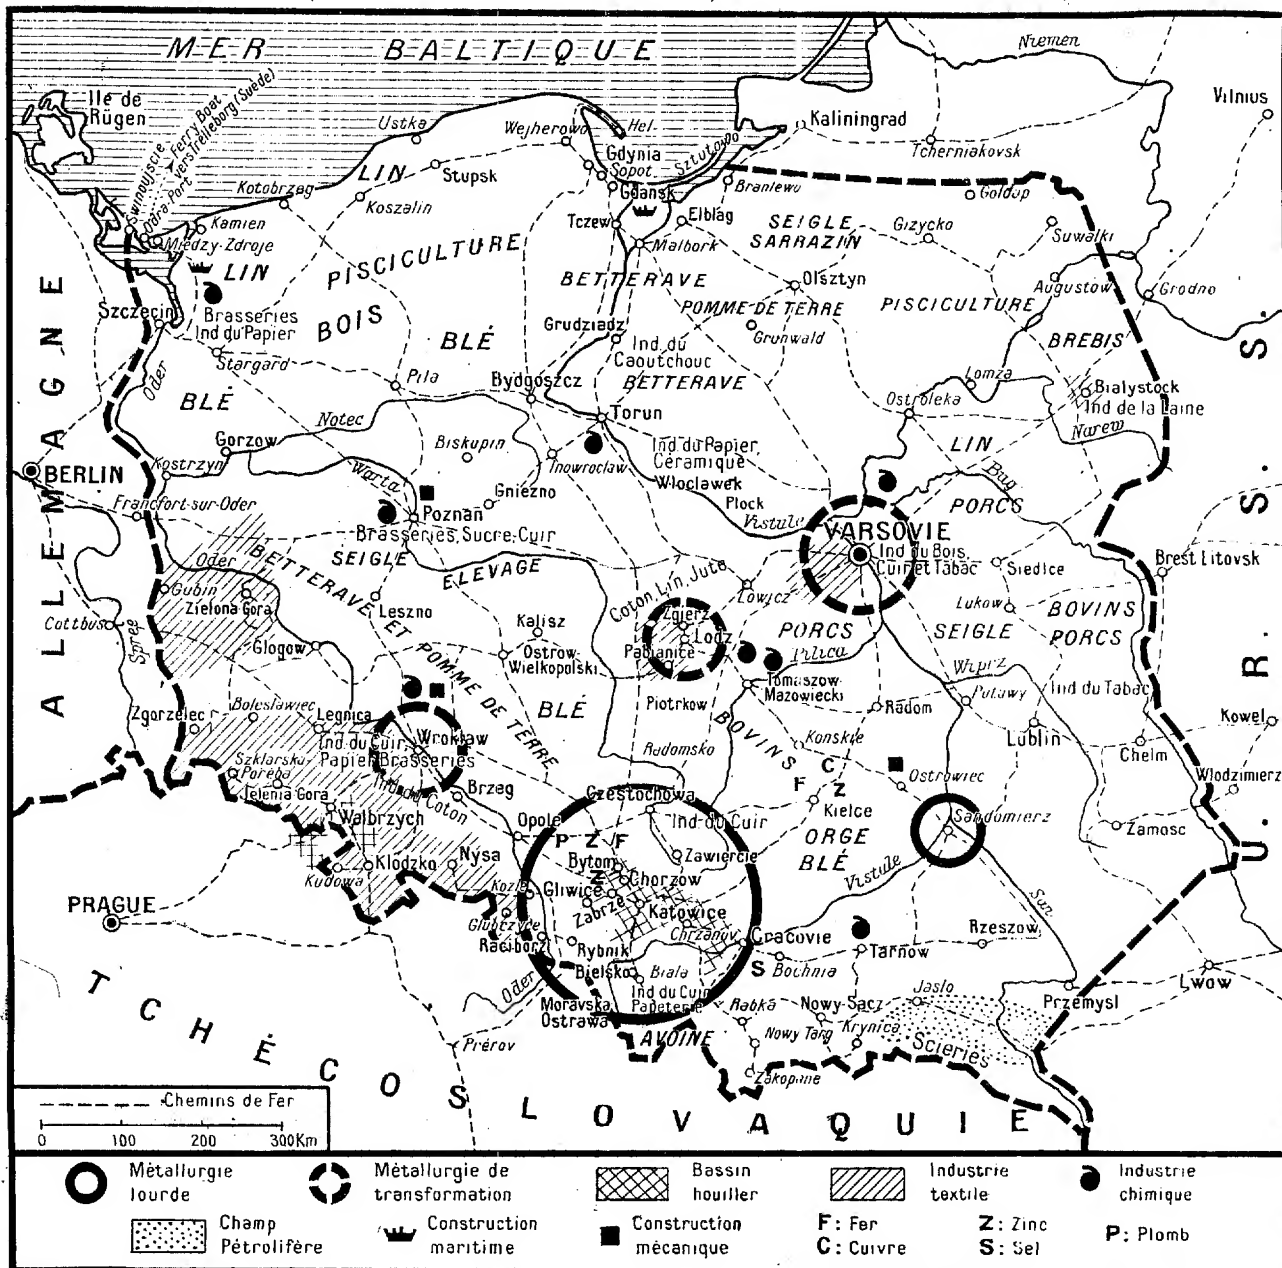 MER BALTIQUE
Niemen
Ile de
Rügen
Ferry Boat
vers Trelleborg (Suède)
Swinoujscie
Odra-Port
Ustka
Wejherowo
Hel
Kaliningrad
Vilnius
Gdynia
Sopot
Sztutowo
Tcherniakovsk
LIN
Stupsk
Gdansk
Braniewo
Goldap
Kotobrzeg
Koszalin
Kamien
Miedzy-Zdroje
Tczew
Elblag
SEIGLE
SARRAZIN
Gizycko
Suwalki
Malbork
PISCICULTURE
LIN
BETTERAVE
Olsztyn
Augustow
Grodno
Szczecin
Brasseries
Ind du Papier
BOIS
POMME DE TERRE
PISCICULTURE
Grudziadz
Grunwald
BREBIS
Stargard
BLÉ
Ind. du
Caoutchouc
Oder
Pila
Bydgoszcz
BETTERAVE
Lomza
Bialystock
Ind de la Laine
BLÉ
Notec
Torun
Ostroleka
Narew
ALLEMAGNE
Gorzow
Biskupin
Inowroclaw
Ind du Papier,
Céramique
Wloclawek
LIN
Bug
BERLIN
Kostrzyn
Warta
Gniezno
Plock
PORCS
Francfort-sur-Oder
Poznan
Brasseries, Sucre, Cuir
Vistule
VARSOVIE
Ind du Bois,
Cuir et Tabac
Siedlce
Brest Litovsk
U.R.S.S.
Oder
SEIGLE
ELEVAGE
BETTERAVE ET POMME DE TERRE
Gubin
Zielona Gora
Leszno
Coton, Lin, Jute
Lowicz
Lukow
BOVINS
PORCS
Cottbus
Spree
Kalisz
Zgierz
Lodz
Pabianice
PORCS
SEIGLE
Glogow
Ostrow-
Wielkopolski
Pilica
Wiprz
Tomaszow-
Mazowiecki
Pulawy
Ind du Tabac
Zgorzelec
Boleslawiec
Legnica
BLÉ
Piotrkow
BOVINS
Radom
Lublin
Kowel
Ind du Cuir,
Papier, Brasseries
Wroklaw
Radomsko
Konskie
Chelm
Szklarska
Poreba
Jelenia Gora
Ind du Coton
Brzeg
C
F
Z
Ostrowiec
Wlodzimierz
Walbrzych
Opole
Czestochowa
Ind du Cuir
Kielce
Sandomierz
Zamosc
P
Z
F
ORGE
BLÉ
Klodzko
Nysa
Bytom
Zawiercie
Kudowa
Kozle
Z
Gliwice
Chorzow
Vistule
San
PRAGUE
Glubczyce
Zabrze
Katowice
Chrzanow
Raciborz
Rybnik
Cracovie
Tarnow
Rzeszow
Bielsko
Biala
S
Bochnia
Lwow
Oder
Ind du Cuir
Papeterie
Moravska
Ostrawa
Rabka
Nowy-Sacz
Jaslo
Przemysl
Prérov
AVOINE
Nowy Targ
Krynica
Scieries
Zakopane
TCHÉCOSLOVAQUIE
Chemins de Fer
0 100 200 300Km
Métallurgie
lourde
Métallurgie de
transformation
Bassin
houiller
Industrie
textile
Industrie
chimique
Champ
Pétrolifère
Construction
maritime
Construction
mécanique
F: Fer
C: Cuivre
Z: Zinc
S: Sel
P: Plomb